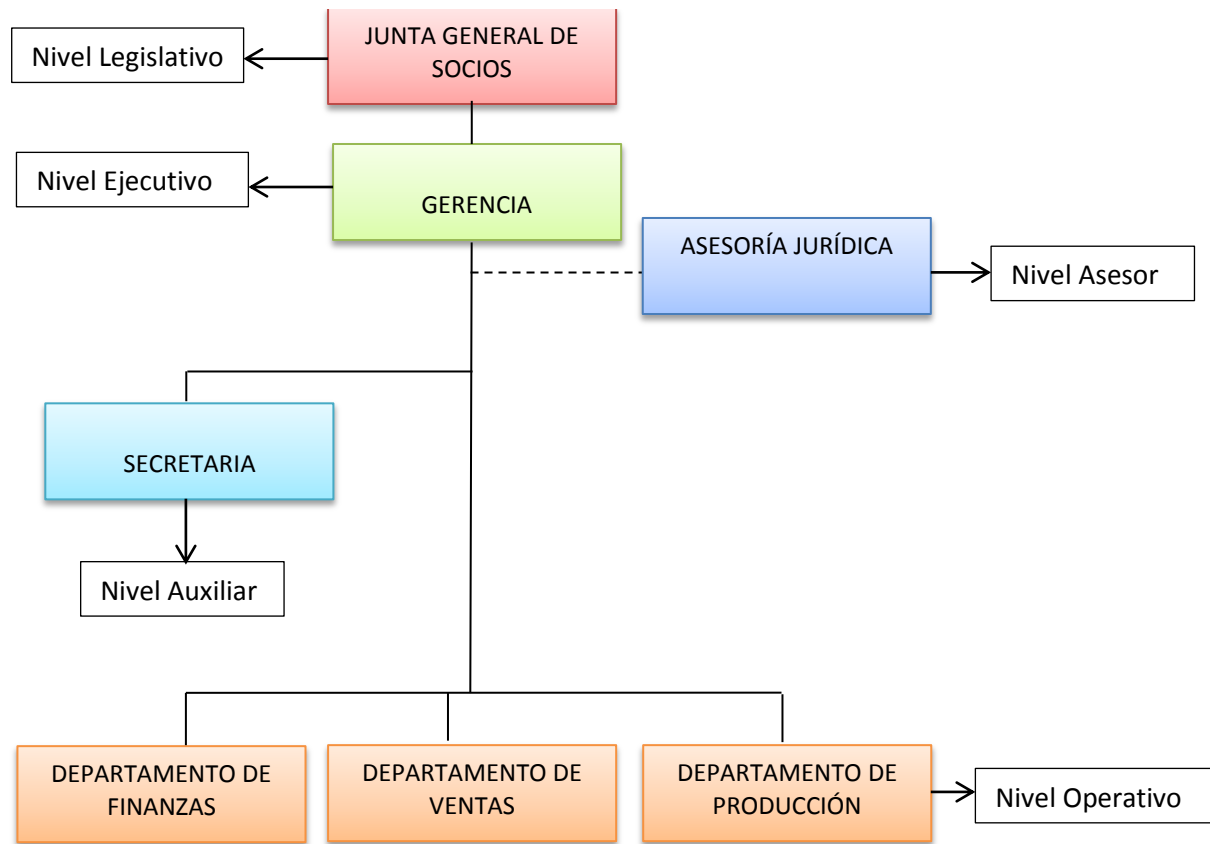 JUNTA GENERAL DE
SOCIOS
Nivel Legislativo
Nivel Ejecutivo
GERENCIA
ASESORÍA JURÍDICA
Nivel Asesor
SECRETARIA
Nivel Auxiliar
DEPARTAMENTO DE
FINANZAS
DEPARTAMENTO DE
VENTAS
DEPARTAMENTO DE
PRODUCCIÓN
Nivel Operativo